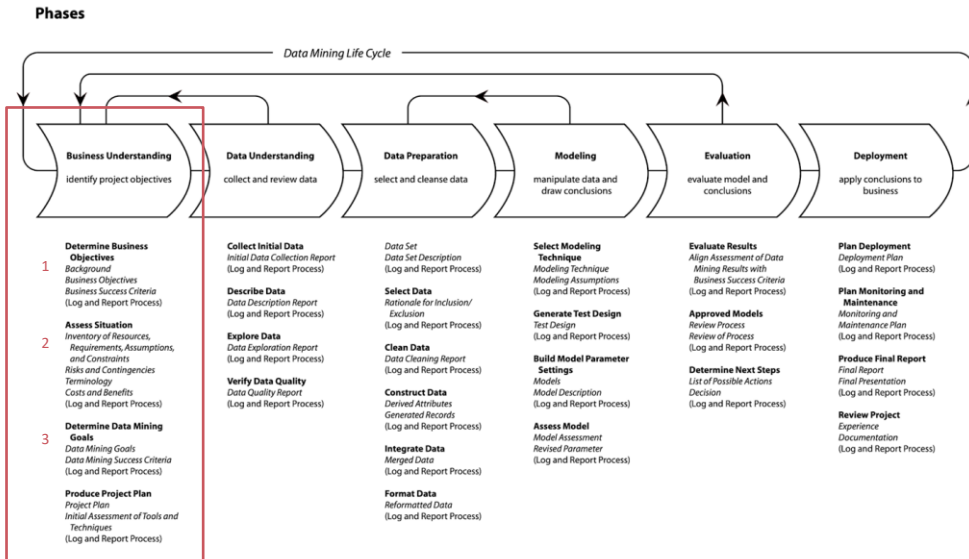 Phases
Data Mining Life Cycle
Business Understanding
identify project objectives
Data Understanding
collect and review data
Data Preparation
select and cleanse data
Modeling
manipulate data and
draw conclusions
Evaluation
evaluate model and
conclusions
Deployment
apply conclusions to
business
1
Determine Business
Objectives
Background
Business Objectives
Business Success Criteria
(Log and Report Process)
2
Assess Situation
Inventory of Resources,
Requirements, Assumptions,
and Constraints
Risks and Contingencies
Terminology
Costs and Benefits
(Log and Report Process)
3
Determine Data Mining
Goals
Data Mining Goals
Data Mining Success Criteria
(Log and Report Process)
Produce Project Plan
Project Plan
Initial Assessment of Tools and
Techniques
(Log and Report Process)
Collect Initial Data
Initial Data Collection Report
(Log and Report Process)
Describe Data
Data Description Report
(Log and Report Process)
Explore Data
Data Exploration Report
(Log and Report Process)
Verify Data Quality
Data Quality Report
(Log and Report Process)
Data Set
Data Set Description
(Log and Report Process)
Select Data
Rationale for Inclusion/
Exclusion
(Log and Report Process)
Clean Data
Data Cleaning Report
(Log and Report Process)
Construct Data
Derived Attributes
Generated Records
(Log and Report Process)
Integrate Data
Merged Data
(Log and Report Process)
Format Data
Reformatted Data
(Log and Report Process)
Select Modeling
Technique
Modeling Technique
Modeling Assumptions
(Log and Report Process)
Generate Test Design
Test Design
(Log and Report Process)
Build Model Parameter
Settings
Models
Model Description
(Log and Report Process)
Assess Model
Model Assessment
Revised Parameter
(Log and Report Process)
Evaluate Results
Align Assessment of Data
Mining Results with
Business Success Criteria
(Log and Report Process)
Approved Models
Review Process
Review of Process
(Log and Report Process)
Determine Next Steps
List of Possible Actions
Decision
(Log and Report Process)
Plan Deployment
Deployment Plan
(Log and Report Process)
Plan Monitoring and
Maintenance
Monitoring and
Maintenance Plan
(Log and Report Process)
Produce Final Report
Final Report
Final Presentation
(Log and Report Process)
Review Project
Experience
Documentation
(Log and Report Process)